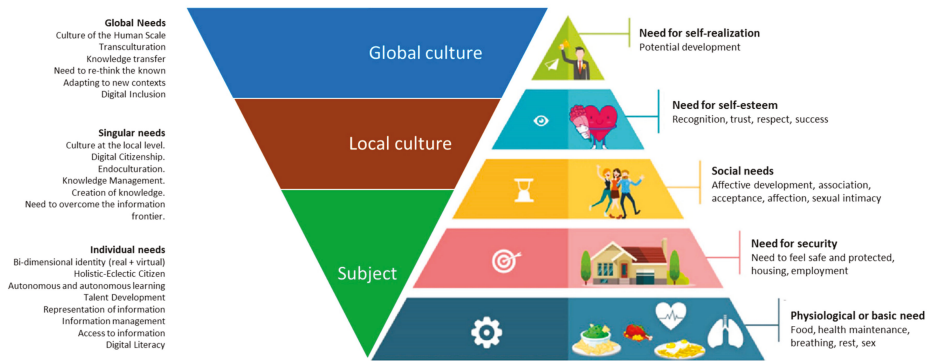 Global Needs
Culture of the Human Scale
Transculturation
Knowledge transfer
Need to re-think the known
Adapting to new contexts
Digital Inclusion
Singular needs
Culture at the local level.
Digital Citizenship.
Endoculturation.
Knowledge Management.
Creation of knowledge.
Need to overcome the information
frontier.
Individual needs
Bi-dimensional identity (real + virtual)
Holistic-Eclectic Citizen
Autonomous and autonomous learning
Talent Development
Representation of information
Information management
Access to information
Digital Literacy
Global culture
Local culture
Subject
Need for self-realization
Potential development
Need for self-esteem
Recognition, trust, respect, success
Social needs
Affective development, association,
acceptance, affection, sexual intimacy
Need for security
Need to feel safe and protected,
housing, employment
Physiological or basic need
Food, health maintenance,
breathing, rest, sex